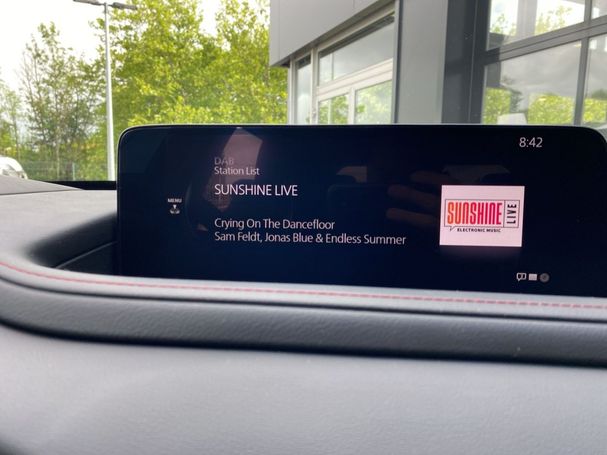 8:42
DAB
Station List
SUNSHINE LIVE
MENU
Crying On The Dancefloor
Sam Feldt, Jonas Blue & Endless Summer
SUNSHINE
LIVE
ELECTRONIC MUSIC